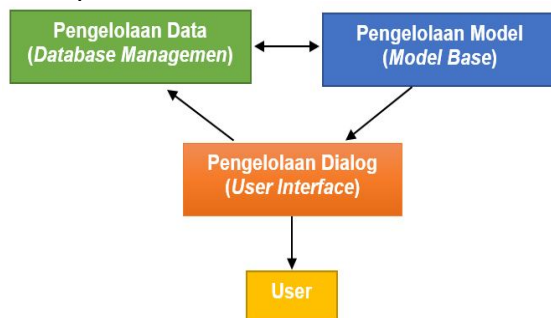 Pengelolaan Data
(Database Managemen)
Pengelolaan Model
(Model Base)
Pengelolaan Dialog
(User Interface)
User